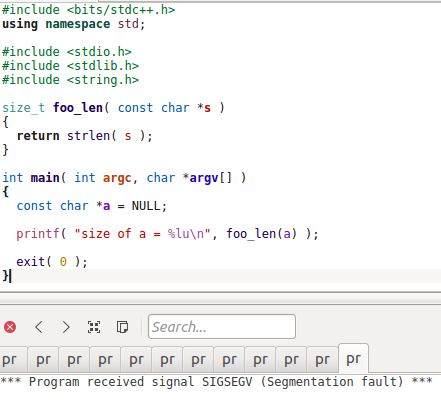 #include <bits/stdc++.h>
using namespace std;
#include <stdio.h>
#include <stdlib.h>
#include <string.h>
size_t foo_len( const char *s )
{
  return strlen( s );
}
int main( int argc, char *argv[] )
{
  const char *a = NULL;
  printf( "size of a = %lu\n", foo_len(a) );
  exit( 0 );
}
Search...
pr pr pr pr pr pr pr pr pr pr pr pr
*** Program received signal SIGSEGV (Segmentation fault) ***